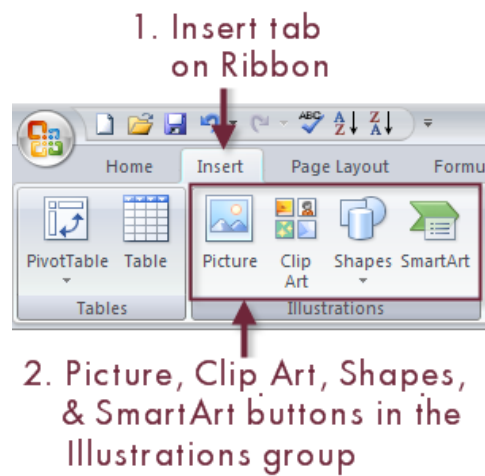 1. Insert tab
on Ribbon
ABC A Z Z A
Home Insert Page Layout Formu
PivotTable Table Picture Clip Art Shapes SmartArt
Tables Illustrations
2. Picture, Clip Art, Shapes,
& SmartArt buttons in the
Illustrations group